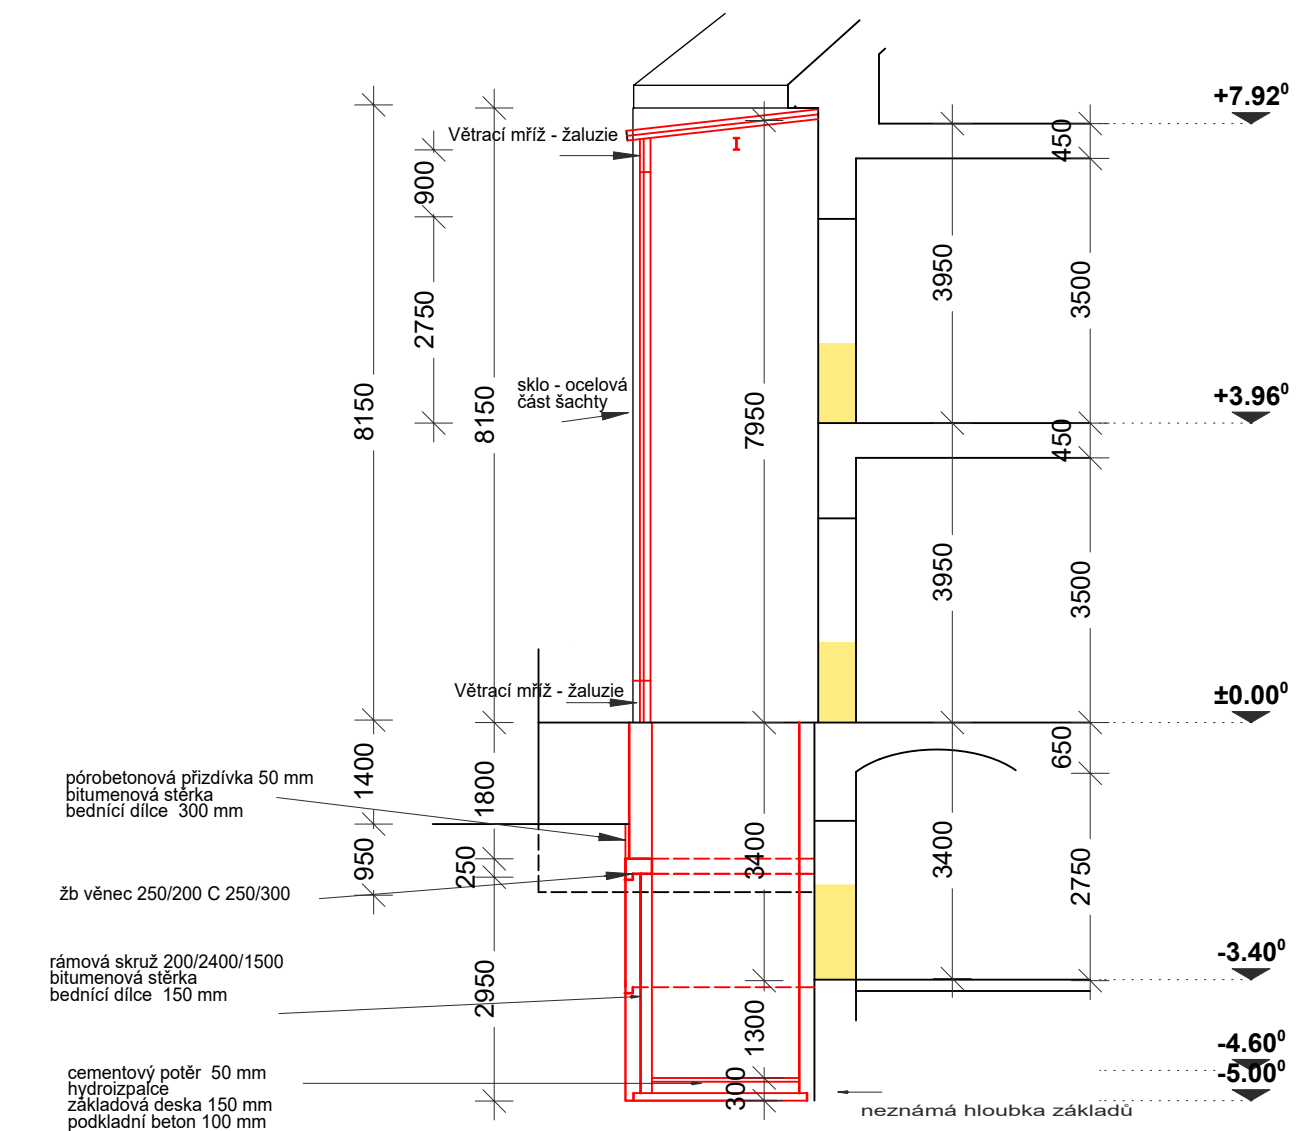 +7.92⁰
450
Větrací mříž - žaluzie
900
3950
3500
2750
+3.96⁰
sklo - ocelová
část šachty
8150
8150
7950
450
3950
3500
Větrací mříž - žaluzie
±0.00⁰
650
pórobetonová přizdívka 50 mm
bitumenová stěrka
bednící dílce 300 mm
1400
1800
950
250
3400
3400
2750
žb věnec 250/200 C 250/300
-3.40⁰
rámová skruž 200/2400/1500
bitumenová stěrka
bednící dílce 150 mm
2950
1300
-4.60⁰
-5.00⁰
cementový potěr 50 mm
hydroizpalce
základová deska 150 mm
podkladní beton 100 mm
300
neznámá hloubka základů